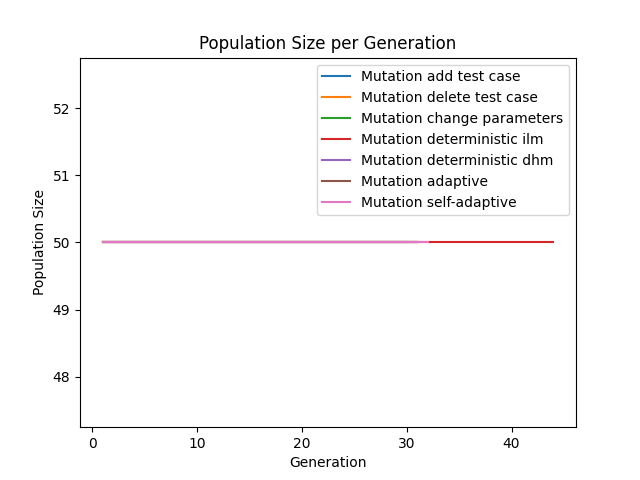 Population Size per Generation
Mutation add test case
Mutation delete test case
Mutation change parameters
Mutation deterministic ilm
Mutation deterministic dhm
Mutation adaptive
Mutation self-adaptive
52
51
50
49
48
Population Size
0 10 20 30 40
Generation